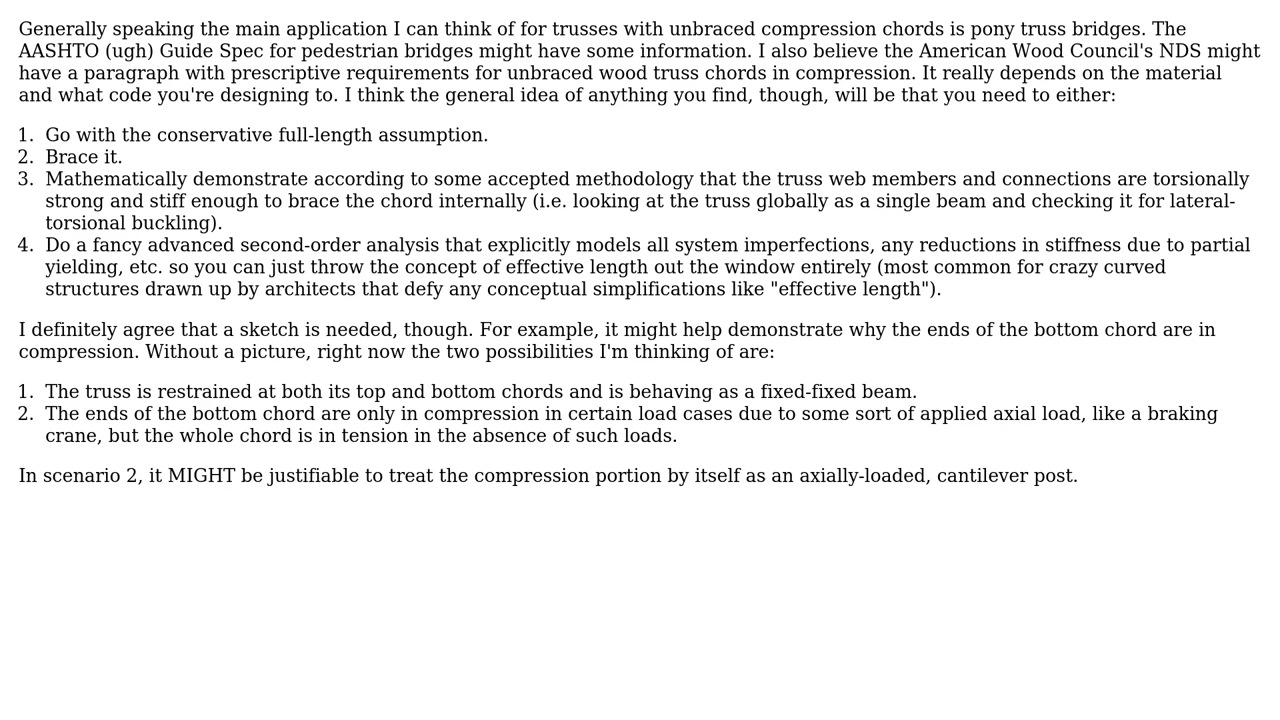 Generally speaking the main application I can think of for trusses with unbraced compression chords is pony truss bridges. The
AASHTO (ugh) Guide Spec for pedestrian bridges might have some information. I also believe the American Wood Council's NDS might
have a paragraph with prescriptive requirements for unbraced wood truss chords in compression. It really depends on the material
and what code you're designing to. I think the general idea of anything you find, though, will be that you need to either:
1. Go with the conservative full-length assumption.
2. Brace it.
3. Mathematically demonstrate according to some accepted methodology that the truss web members and connections are torsionally
strong and stiff enough to brace the chord internally (i.e. looking at the truss globally as a single beam and checking it for lateral-
torsional buckling).
4. Do a fancy advanced second-order analysis that explicitly models all system imperfections, any reductions in stiffness due to partial
yielding, etc. so you can just throw the concept of effective length out the window entirely (most common for crazy curved
structures drawn up by architects that defy any conceptual simplifications like "effective length").
I definitely agree that a sketch is needed, though. For example, it might help demonstrate why the ends of the bottom chord are in
compression. Without a picture, right now the two possibilities I'm thinking of are:
1. The truss is restrained at both its top and bottom chords and is behaving as a fixed-fixed beam.
2. The ends of the bottom chord are only in compression in certain load cases due to some sort of applied axial load, like a braking
crane, but the whole chord is in tension in the absence of such loads.
In scenario 2, it MIGHT be justifiable to treat the compression portion by itself as an axially-loaded, cantilever post.